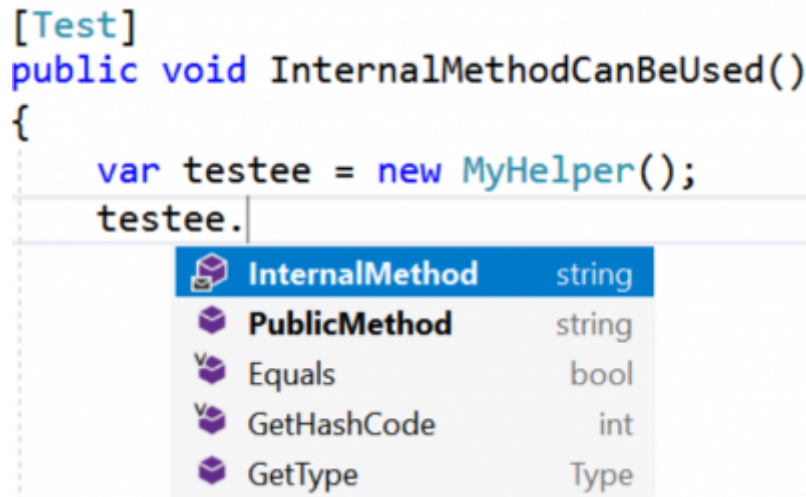 [Test]
public void InternalMethodCanBeUsed()
{
var testee = new MyHelper();
testee.
InternalMethod string
PublicMethod string
Equals bool
GetHashCode int
GetType Type